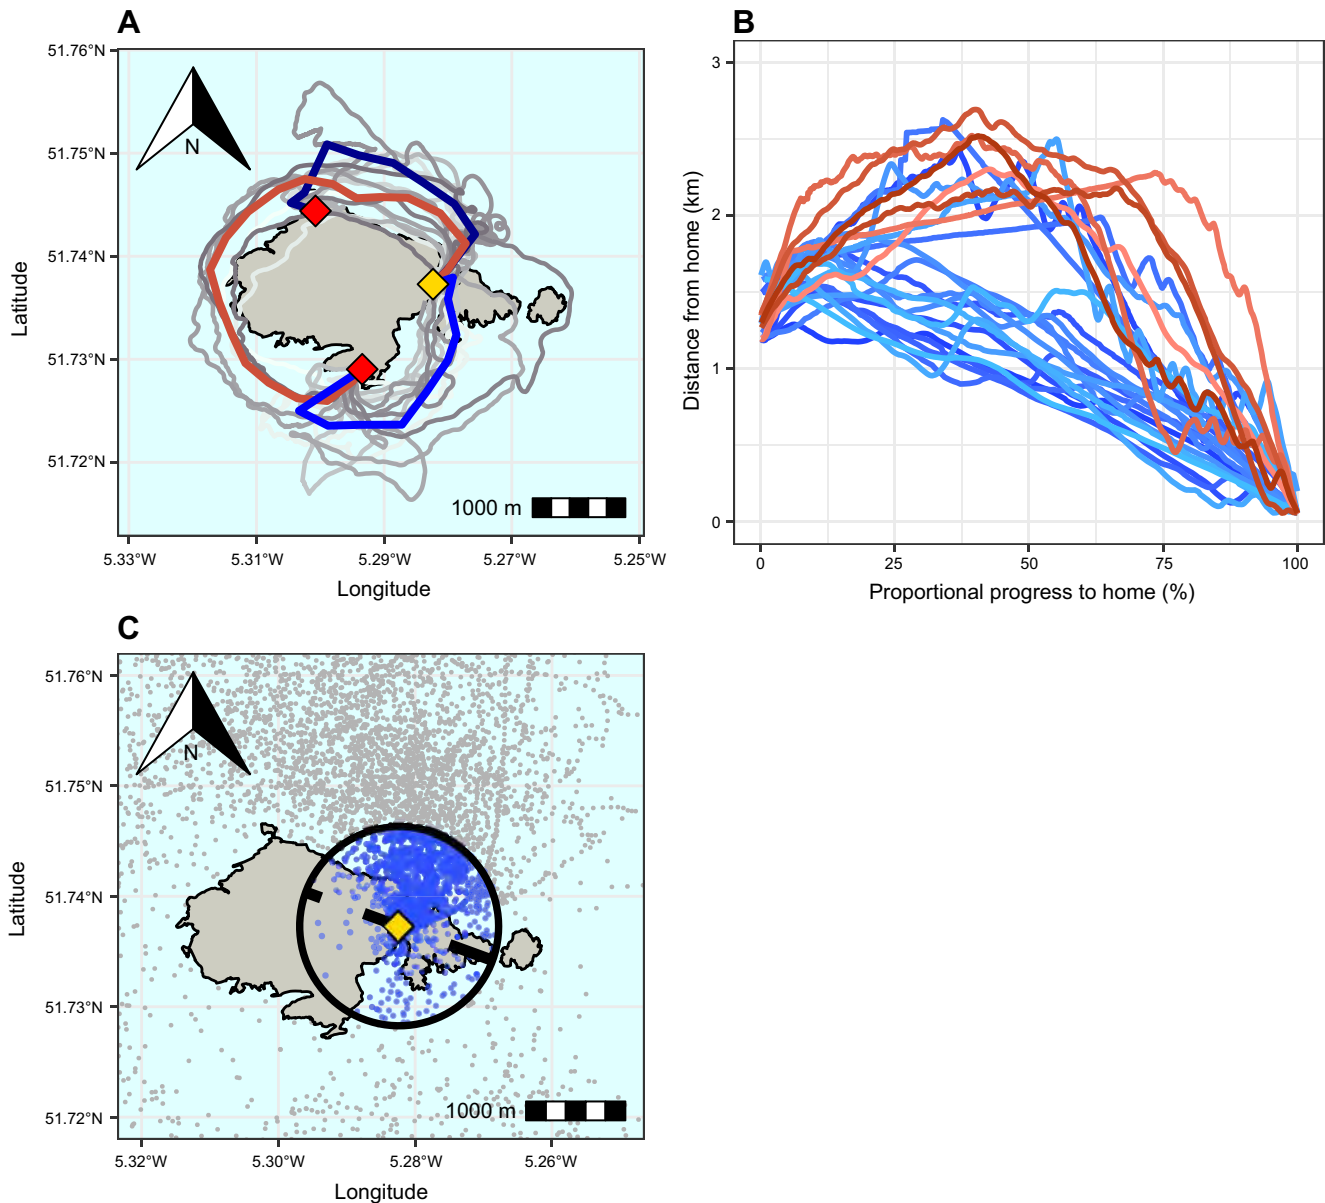 A
51.76°N
51.75°N
51.74°N
51.73°N
51.72°N
Latitude
N
1000 m
5.33°W 5.31°W 5.29°W 5.27°W 5.25°W
Longitude
B
3
2
1
0
Distance from home (km)
0 25 50 75 100
Proportional progress to home (%)
C
51.76°N
51.75°N
51.74°N
51.73°N
51.72°N
Latitude
N
1000 m
5.32°W 5.30°W 5.28°W 5.26°W
Longitude